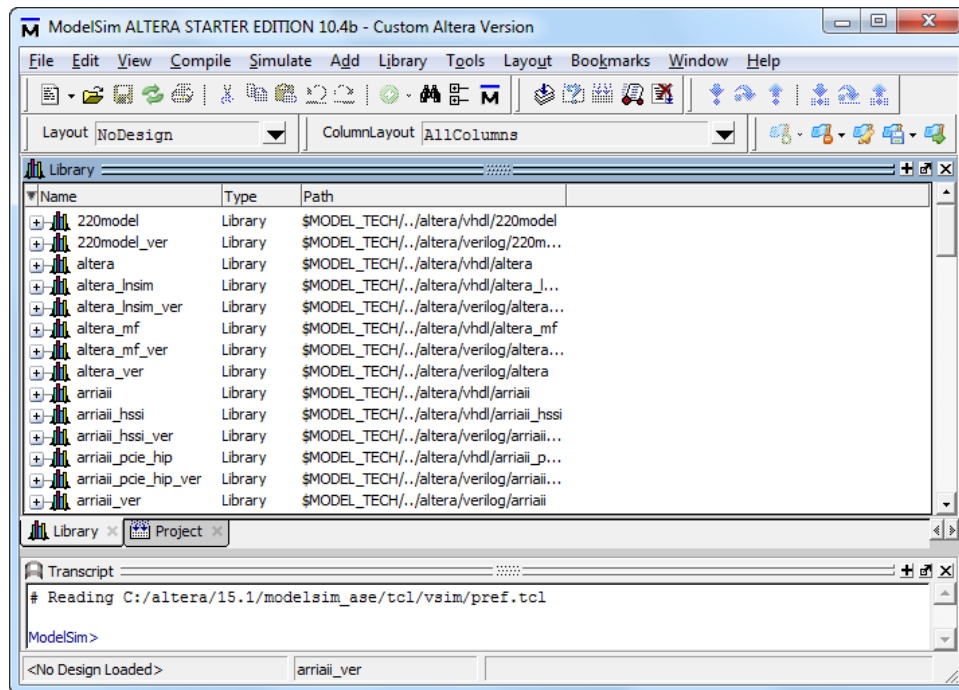 ModelSim ALTERA STARTER EDITION 10.4b - Custom Altera Version
File Edit View Compile Simulate Add Library Tools Layout Bookmarks Window Help
Layout NoDesign ColumnLayout AllColumns
Library
Name Type Path
220model Library $MODEL_TECH/../altera/vhdl/220model
220model_ver Library $MODEL_TECH/../altera/verilog/220m...
altera Library $MODEL_TECH/../altera/vhdl/altera
altera_lnsim Library $MODEL_TECH/../altera/vhdl/altera_l...
altera_lnsim_ver Library $MODEL_TECH/../altera/verilog/altera...
altera_mf Library $MODEL_TECH/../altera/vhdl/altera_mf
altera_mf_ver Library $MODEL_TECH/../altera/verilog/altera...
altera_ver Library $MODEL_TECH/../altera/verilog/altera
arriaii Library $MODEL_TECH/../altera/vhdl/arriaii
arriaii_hssi Library $MODEL_TECH/../altera/vhdl/arriaii_hssi
arriaii_hssi_ver Library $MODEL_TECH/../altera/verilog/arriaii...
arriaii_pcie_hip Library $MODEL_TECH/../altera/vhdl/arriaii_p...
arriaii_pcie_hip_ver Library $MODEL_TECH/../altera/verilog/arriaii...
arriaii_ver Library $MODEL_TECH/../altera/verilog/arriaii
Library Project
Transcript
# Reading C:/altera/15.1/modelsim_ase/tcl/vsim/pref.tcl
ModelSim>
<No Design Loaded> arriaii_ver